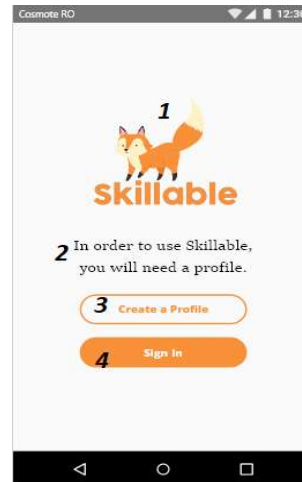 Cosmote RO 12:30
1
Skillable
2 In order to use Skillable,
you will need a profile.
3 Create a Profile
4 Sign In